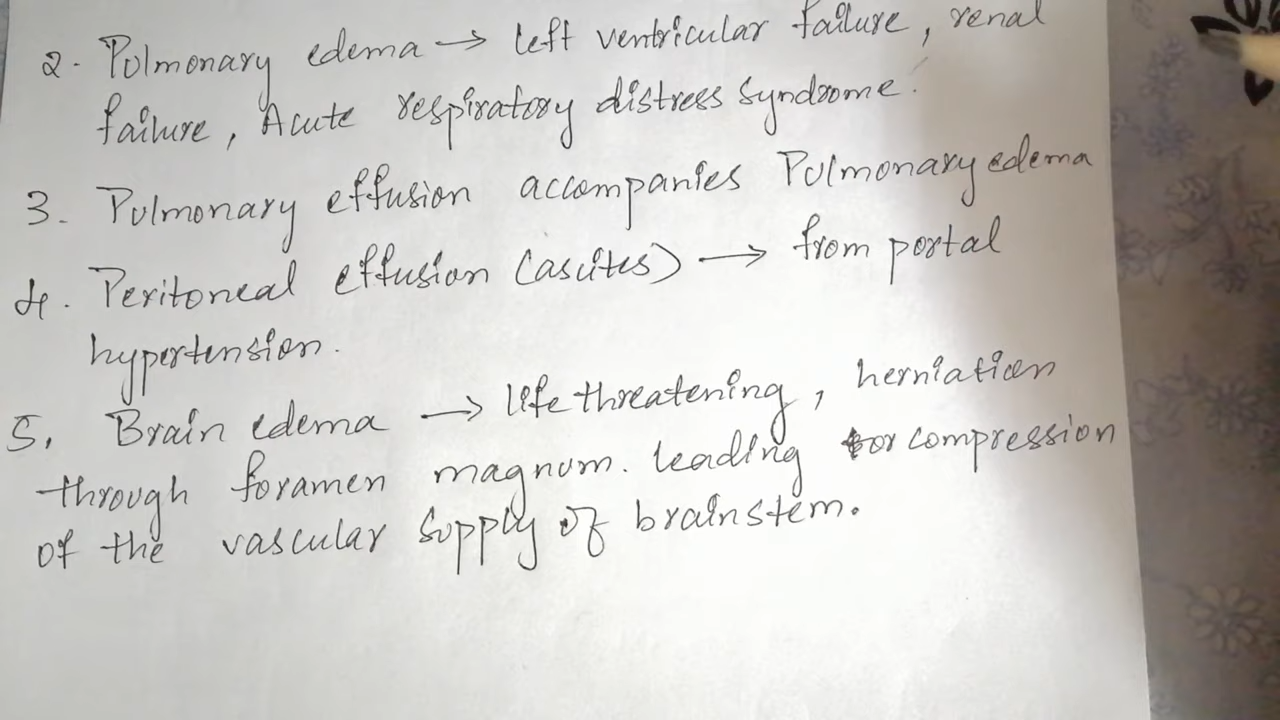 2. Pulmonary edema → left ventricular failure, renal
failure, Acute respiratory distress syndrome.
3. Pulmonary effusion accompanies Pulmonary edema
4. Peritoneal effusion (ascites) → from portal
hypertension.
5. Brain edema → life threatening, herniation
through foramen magnum. leading or compression
of the vascular supply of brainstem.